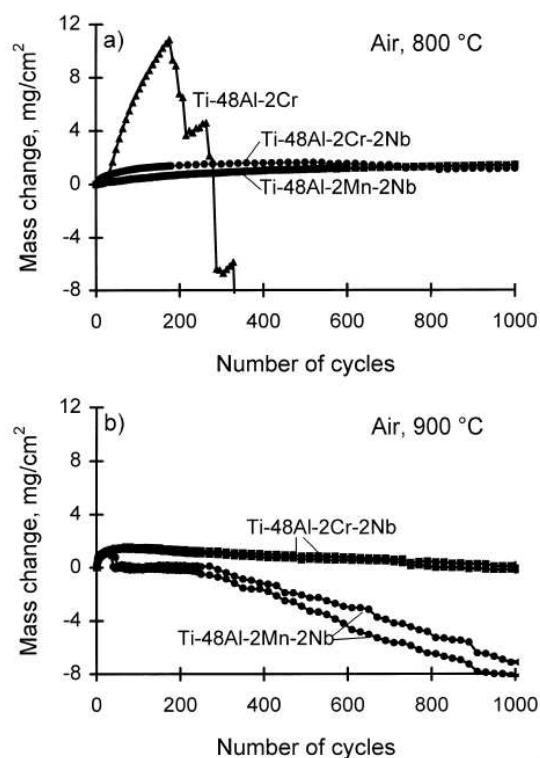 a)
Air, 800 °C
Ti-48Al-2Cr
Ti-48Al-2Cr-2Nb
Ti-48Al-2Mn-2Nb
Mass change, mg/cm²
12
8
4
0
-4
-8
0 200 400 600 800 1000
Number of cycles
b)
Air, 900 °C
Ti-48Al-2Cr-2Nb
Ti-48Al-2Mn-2Nb
Mass change, mg/cm²
12
8
4
0
-4
-8
0 200 400 600 800 1000
Number of cycles